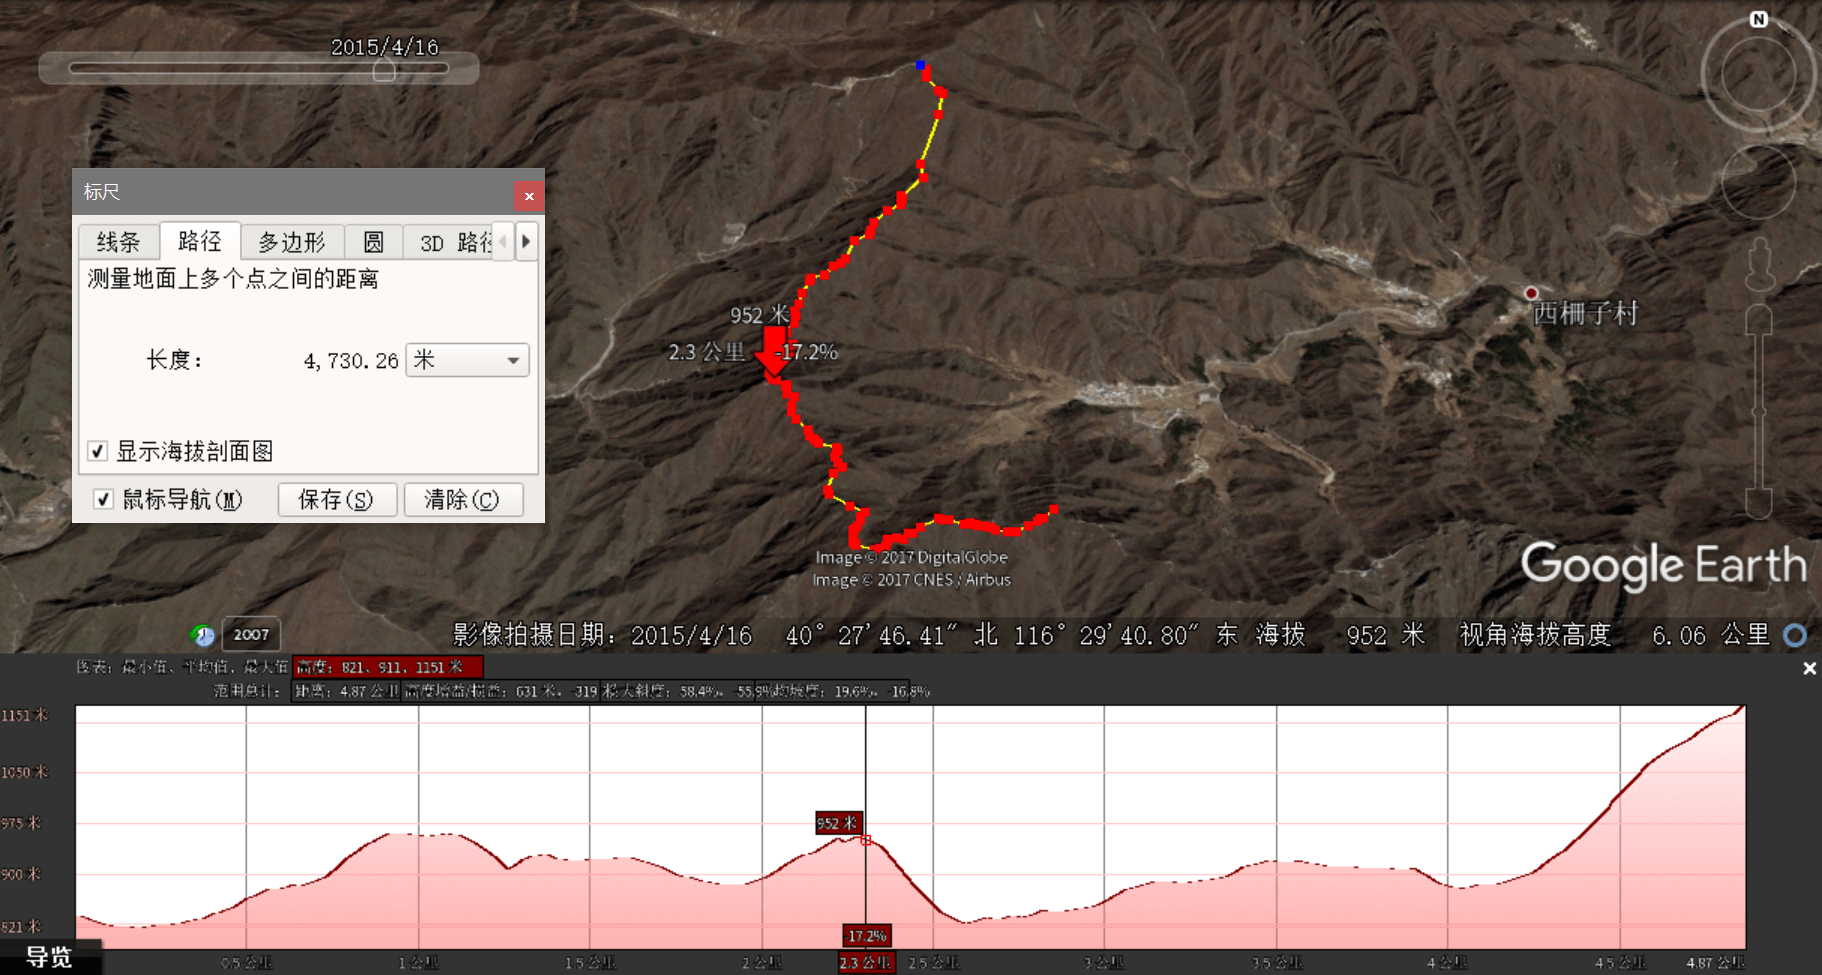 N
2015/4/16
标尺
x
线条 路径 多边形 圆 3D 路径
测量地面上多个点之间的距离
长度: 4,730.26 米
显示海拔剖面图
鼠标导航(M) 保存(S) 清除(C)
952 米
2.3 公里 -17.2%
西栅子村
Image © 2017 DigitalGlobe
Image © 2017 CNES / Airbus
Google Earth
2007
影像拍摄日期: 2015/4/16 40° 27'46.41" 北 116° 29'40.80" 东 海拔 952 米 视角海拔高度 6.06 公里
图表: 最小值、平均值、最大值 高度: 821、911、1151 米
范围总计: 距离: 4.87 公里 高度增益/损益: 631 米, -319 最大斜度: 58.4%, -55.9% 平均坡度: 19.6%, -16.8%
1151 米
1050 米
975 米
900 米
821 米
952 米
-17.2%
导览
0.5 公里 1 公里 1.5 公里 2 公里 2.3 公里 2.5 公里 3 公里 3.5 公里 4 公里 4.5 公里 4.87 公里